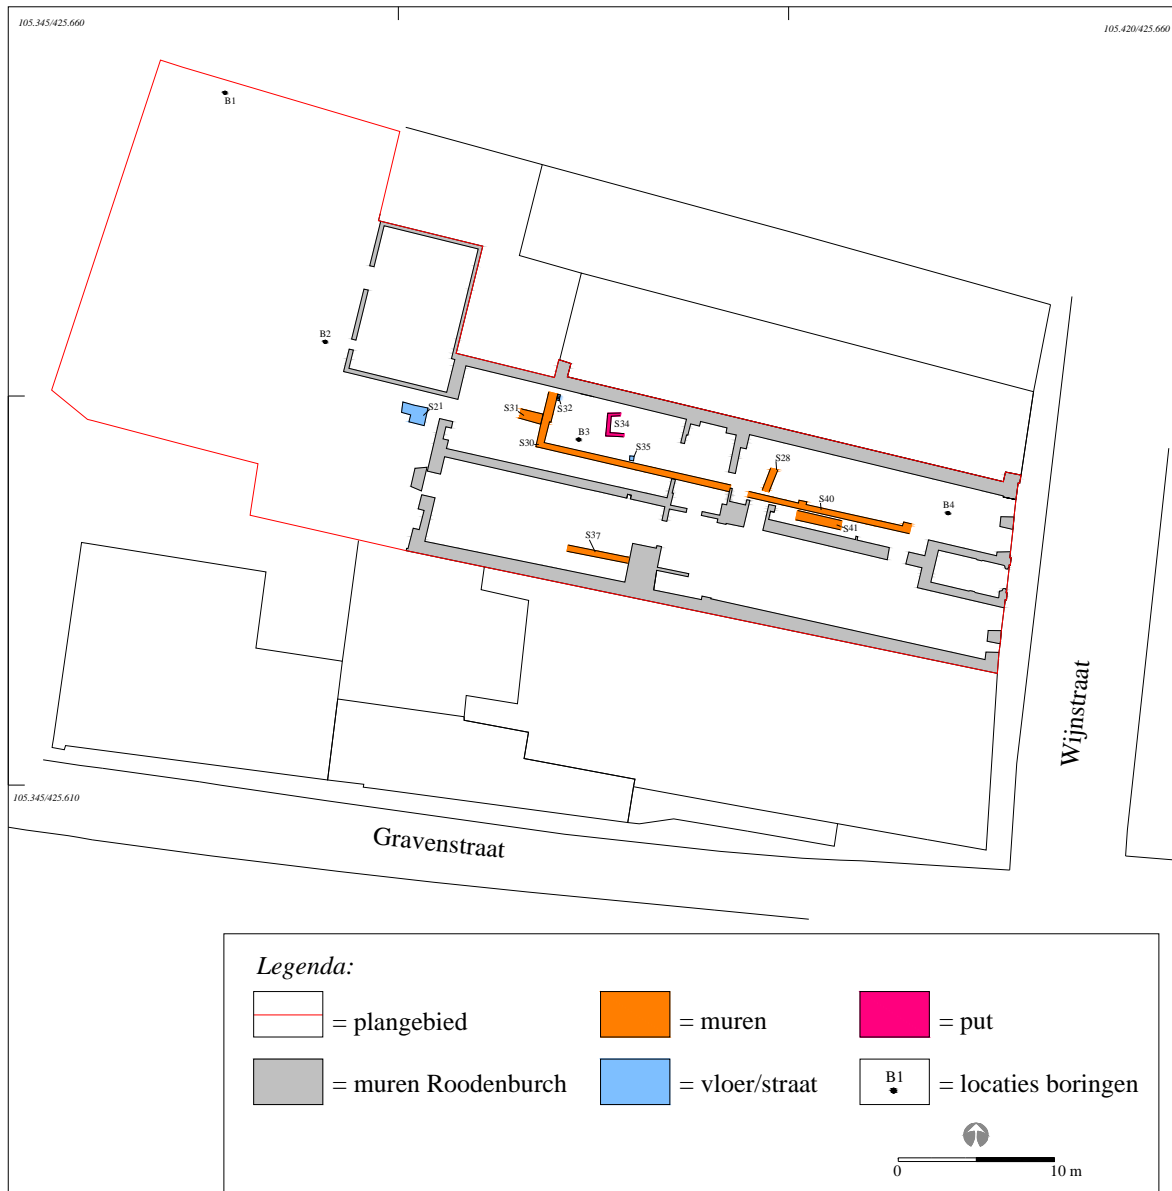 105.345/425.660
105.420/425.660
B1
B2
S21
S31
S32
S34
S30
B3
S35
S28
S40
S41
B4
S37
Wijnstraat
105.345/425.610
Gravenstraat
Legenda:
= plangebied
= muren
= put
= muren Roodenburch
= vloer/straat
B1
= locaties boringen
0
10 m